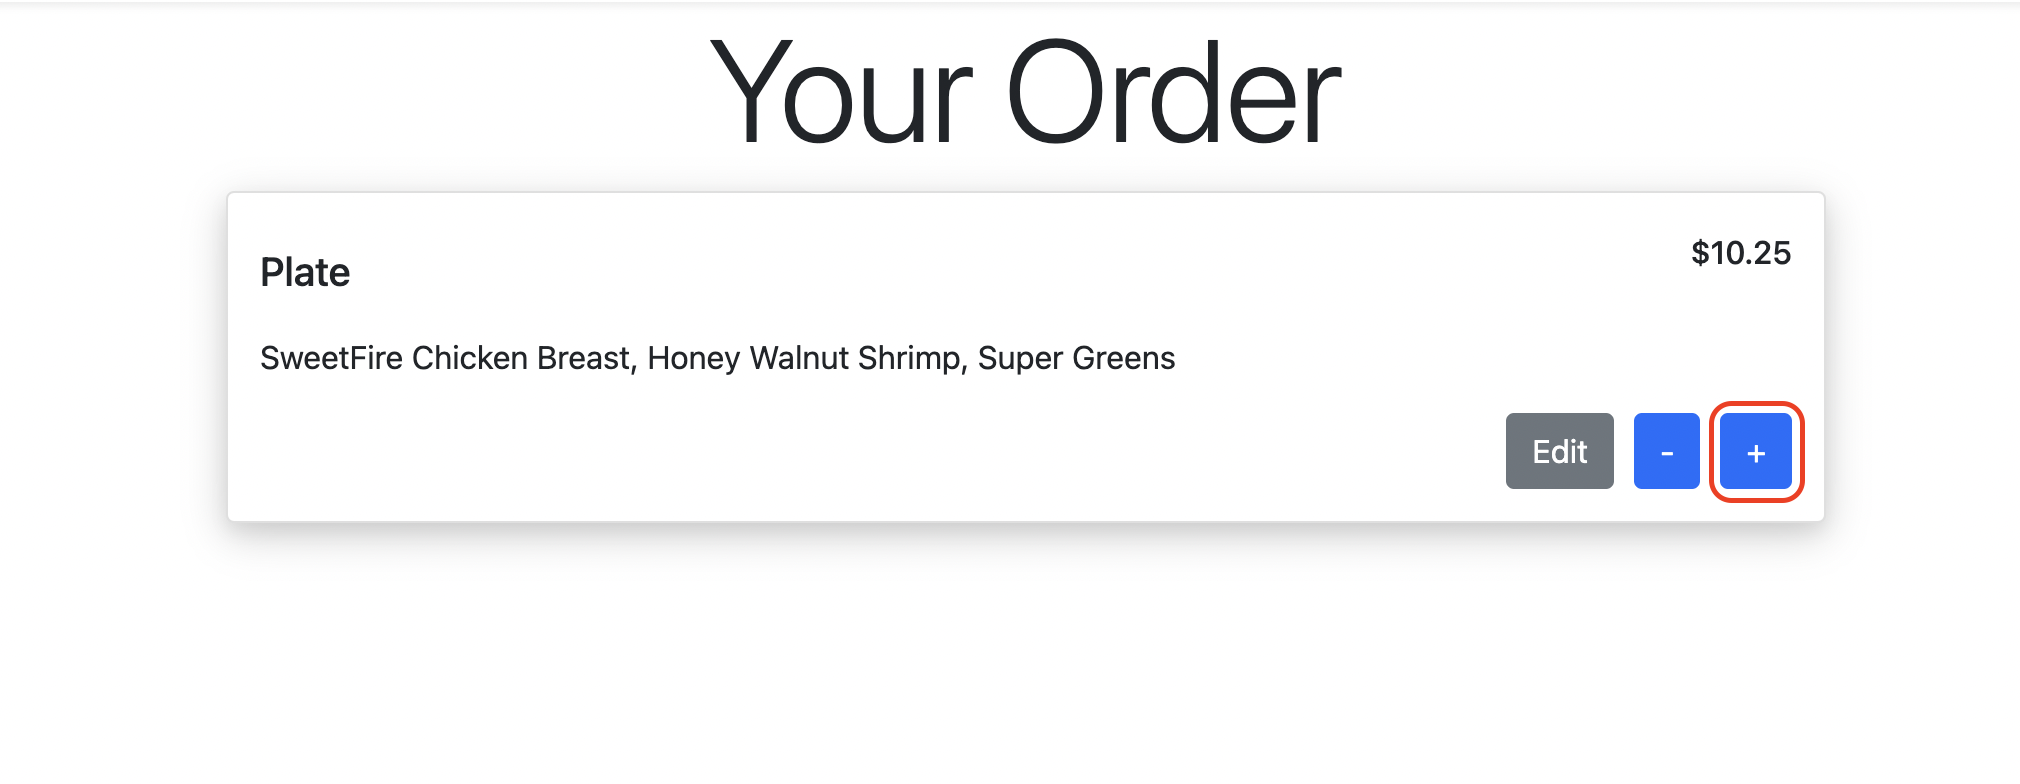 Your Order
Plate
$10.25
SweetFire Chicken Breast, Honey Walnut Shrimp, Super Greens
Edit
-
+